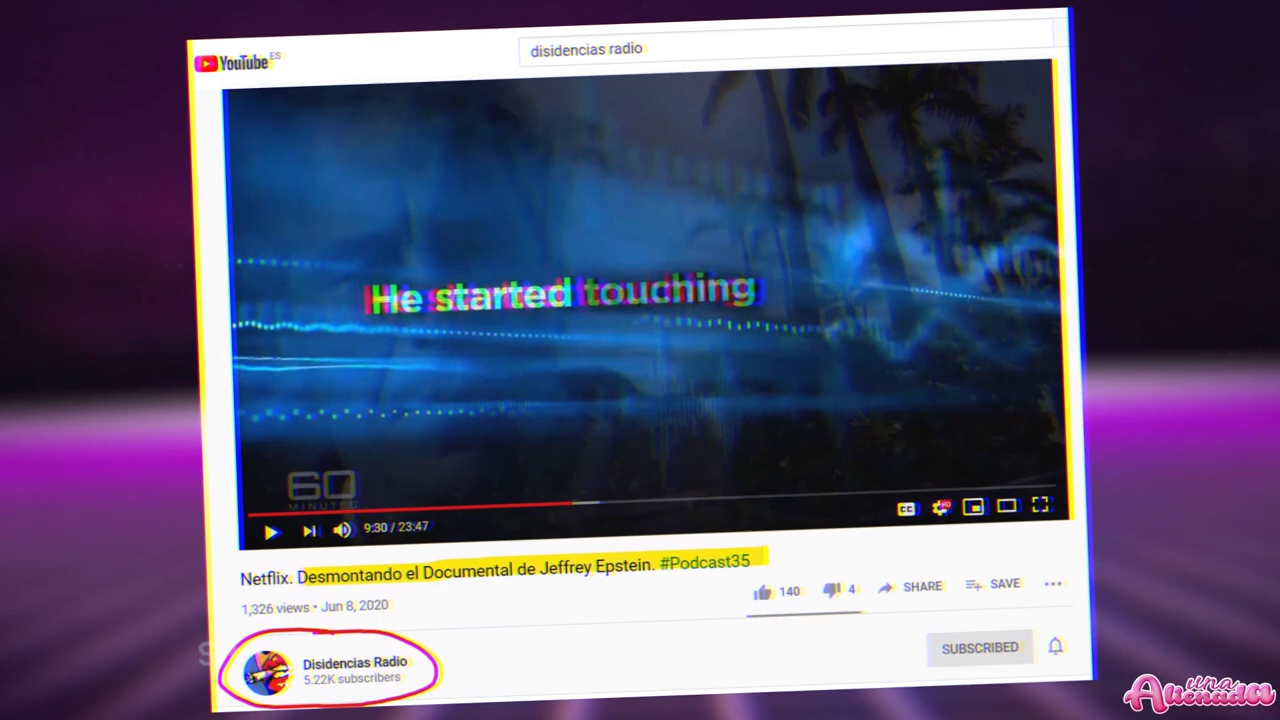 YouTube ES
disidencias radio
He started touching
60
MINUTES
9:30 / 23:47
CC
HD
Netflix. Desmontando el Documental de Jeffrey Epstein. #Podcast35
1,326 views • Jun 8, 2020
140
4
SHARE
SAVE
Disidencias Radio
5.22K subscribers
SUBSCRIBED
una